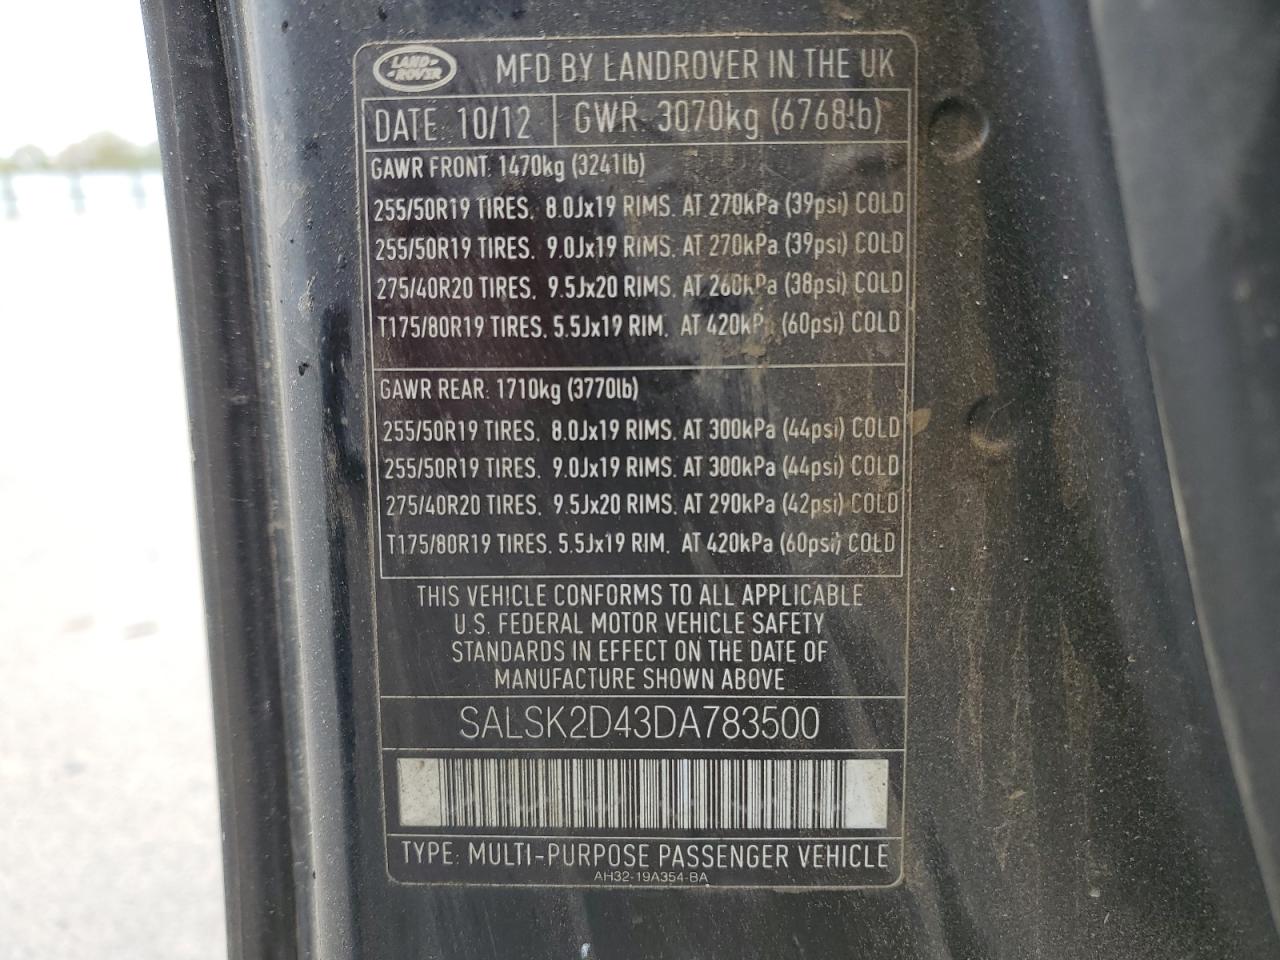 LAND ROVER
MFD BY LANDROVER IN THE UK
DATE: 10/12 GWR: 3070kg (6768lb)
GAWR FRONT: 1470kg (3241lb)
255/50R19 TIRES, 8.0Jx19 RIMS, AT 270kPa (39psi) COLD
255/50R19 TIRES, 9.0Jx19 RIMS, AT 270kPa (39psi) COLD
275/40R20 TIRES, 9.5Jx20 RIMS, AT 260kPa (38psi) COLD
T175/80R19 TIRES, 5.5Jx19 RIM, AT 420kPa (60psi) COLD
GAWR REAR: 1710kg (3770lb)
255/50R19 TIRES, 8.0Jx19 RIMS, AT 300kPa (44psi) COLD
255/50R19 TIRES, 9.0Jx19 RIMS, AT 300kPa (44psi) COLD
275/40R20 TIRES, 9.5Jx20 RIMS, AT 290kPa (42psi) COLD
T175/80R19 TIRES, 5.5Jx19 RIM, AT 420kPa (60psi) COLD
THIS VEHICLE CONFORMS TO ALL APPLICABLE
U.S. FEDERAL MOTOR VEHICLE SAFETY
STANDARDS IN EFFECT ON THE DATE OF
MANUFACTURE SHOWN ABOVE
SALSK2D43DA783500
TYPE: MULTI-PURPOSE PASSENGER VEHICLE
AH32-19A354-BA